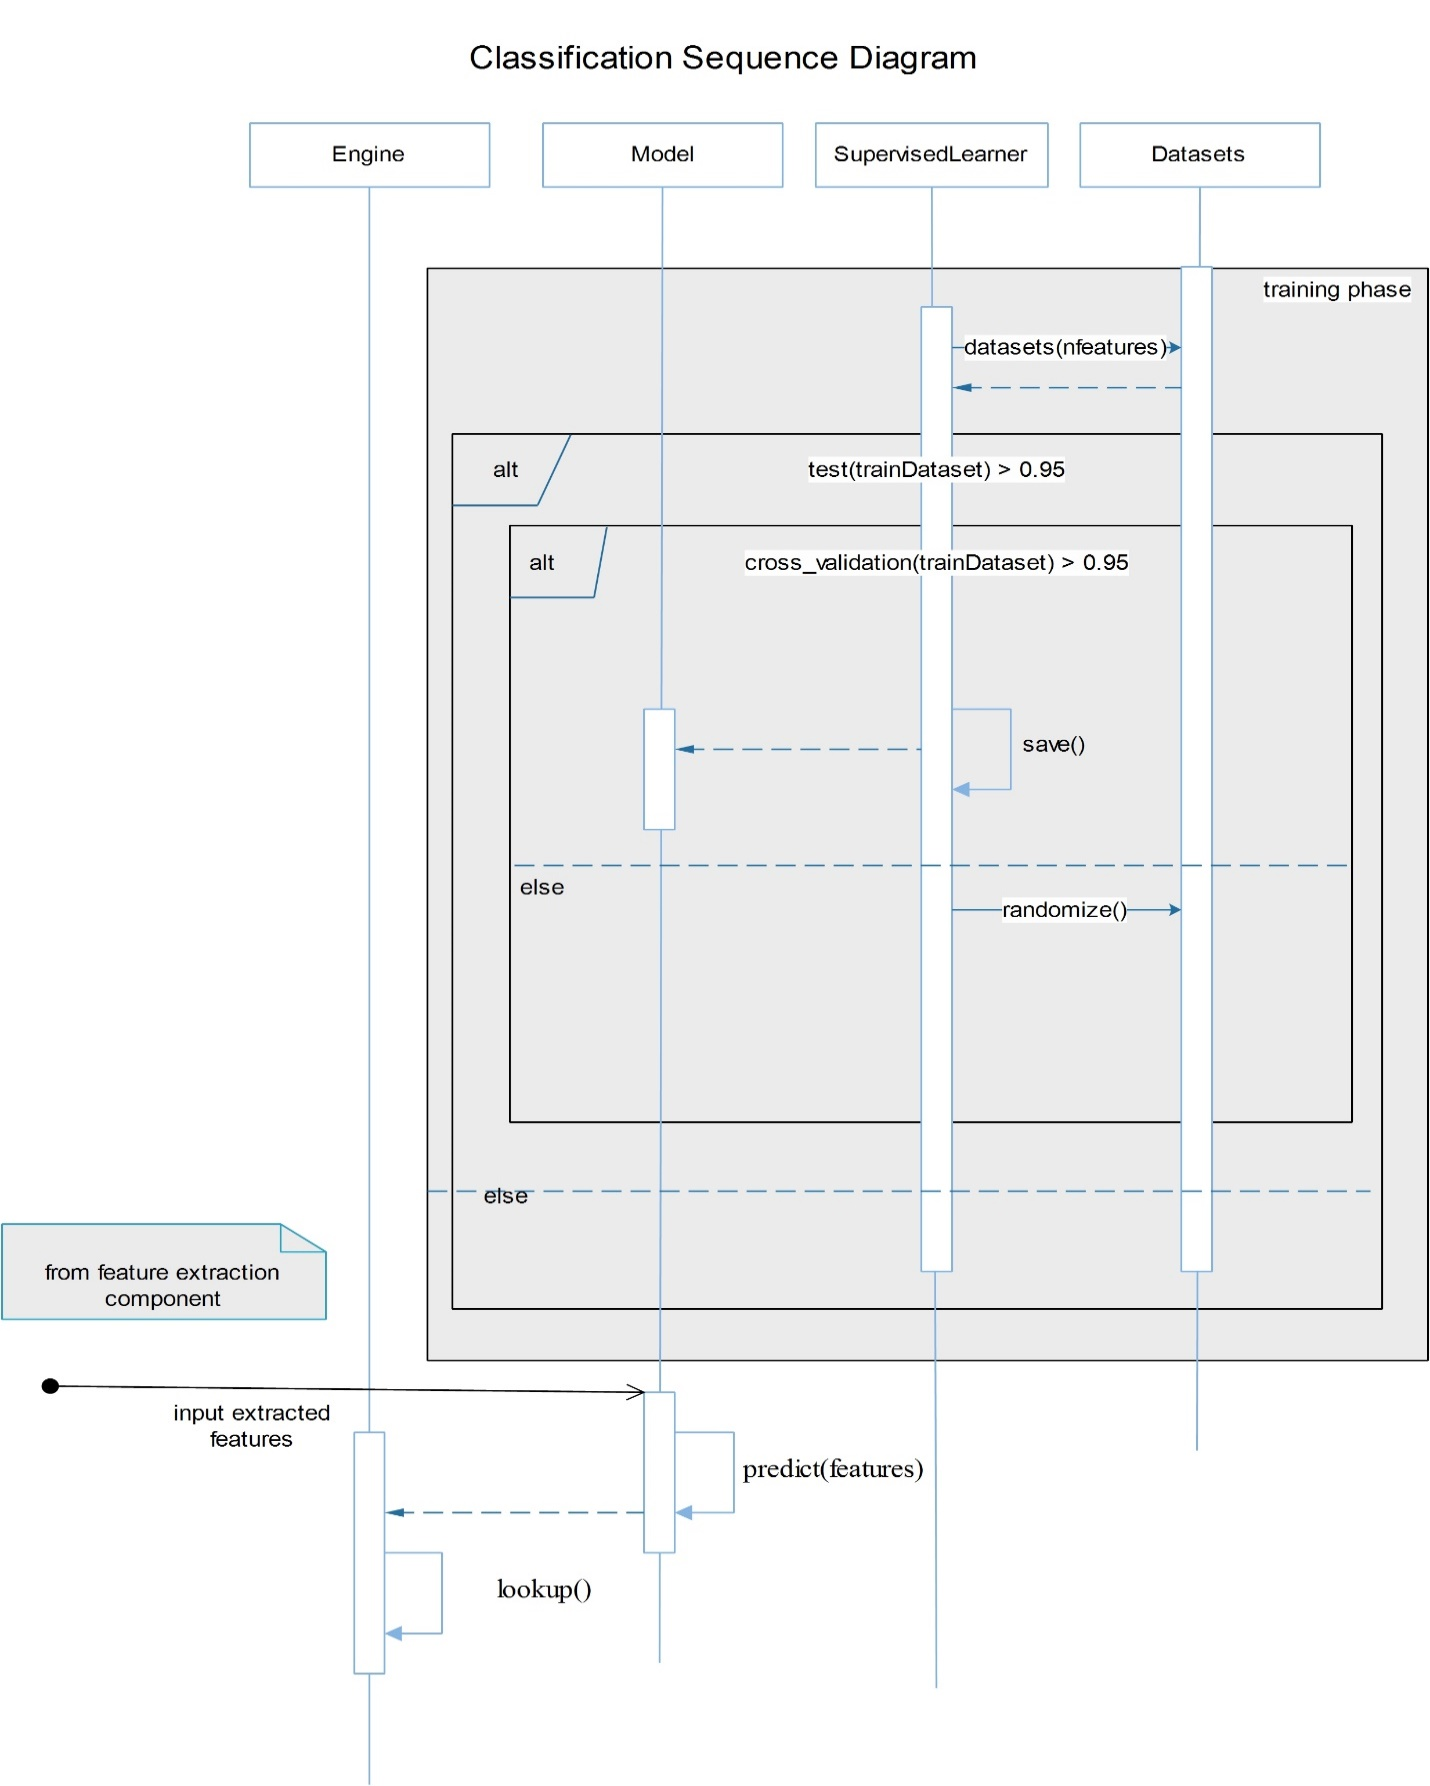 Classification Sequence Diagram
Engine
Model
SupervisedLearner
Datasets
training phase
datasets(nfeatures)
alt
test(trainDataset) > 0.95
alt
cross_validation(trainDataset) > 0.95
save()
else
randomize()
else
from feature extraction
component
input extracted
features
predict(features)
lookup()